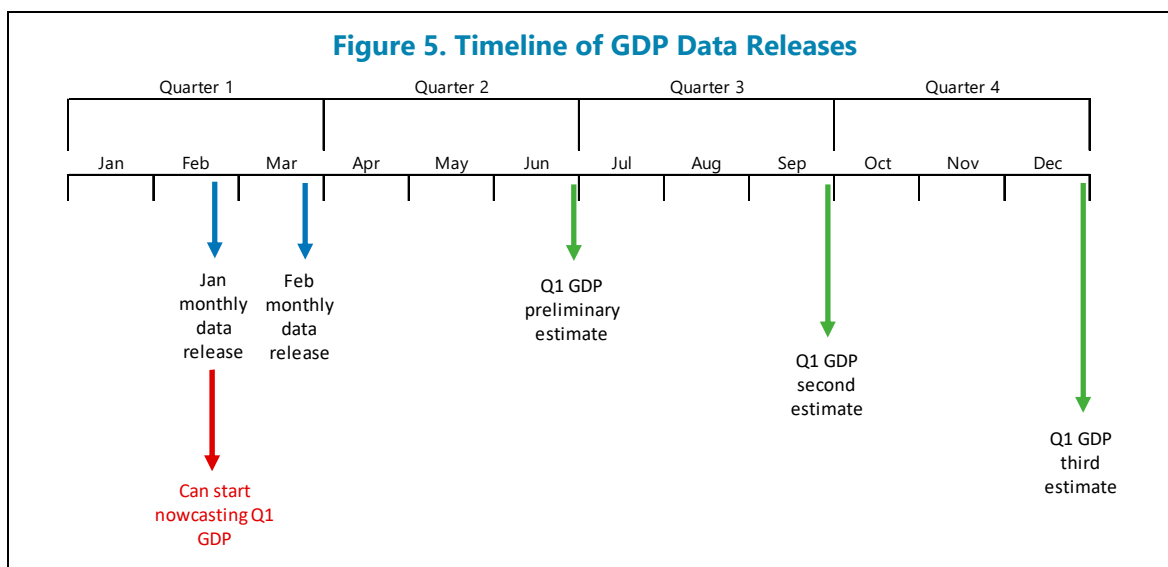 Figure 5. Timeline of GDP Data Releases
Quarter 1 Quarter 2 Quarter 3 Quarter 4
Jan Feb Mar Apr May Jun Jul Aug Sep Oct Nov Dec
Jan
monthly
data
release
Feb
monthly
data
release
Q1 GDP
preliminary
estimate
Q1 GDP
second
estimate
Q1 GDP
third
estimate
Can start
nowcasting Q1
GDP